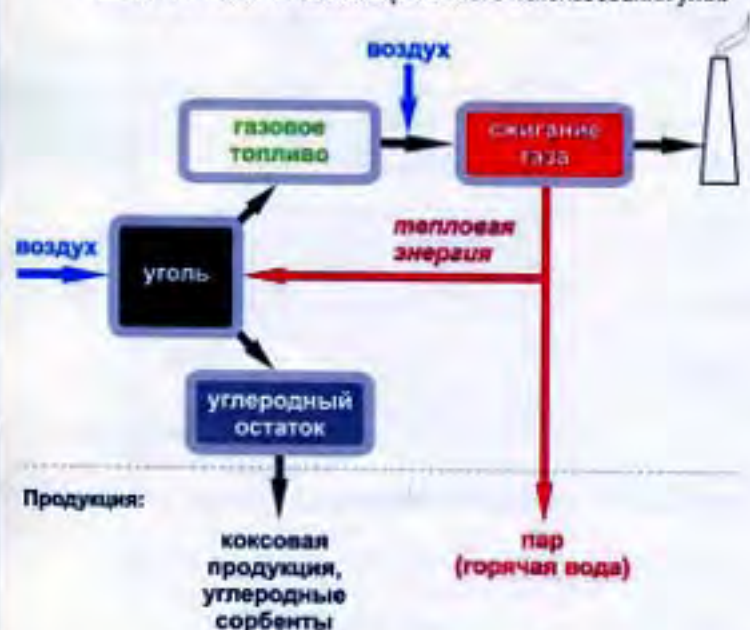 воздух
газовое
топливо
сжигание
газа
тепловая
энергия
воздух
уголь
углеродный
остаток
Продукция:
коксовая
продукция,
углеродные
сорбенты
пар
(горячая вода)